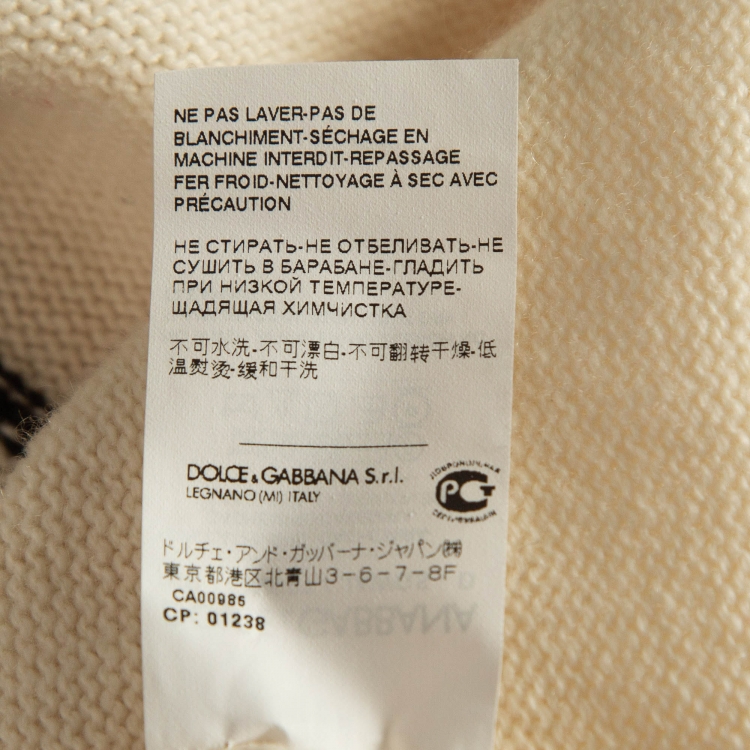 NE PAS LAVER-PAS DE
BLANCHIMENT-SÉCHAGE EN
MACHINE INTERDIT-REPASSAGE
FER FROID-NETTOYAGE À SEC AVEC
PRÉCAUTION
НЕ СТИРАТЬ-НЕ ОТБЕЛИВАТЬ-НЕ
СУШИТЬ В БАРАБАНЕ-ГЛАДИТЬ
ПРИ НИЗКОЙ ТЕМПЕРАТУРЕ-
ЩАДЯЩАЯ ХИМЧИСТКА
不可水洗-不可漂白-不可翻转干燥-低
温熨烫-缓和干洗
DOLCE & GABBANA S.r.l.
LEGNANO (MI) ITALY
РСТ
ドルチェ・アンド・ガッバーナ・ジャパン㈱
東京都港区北青山3-6-7-8F
CA00985
CP: 01238